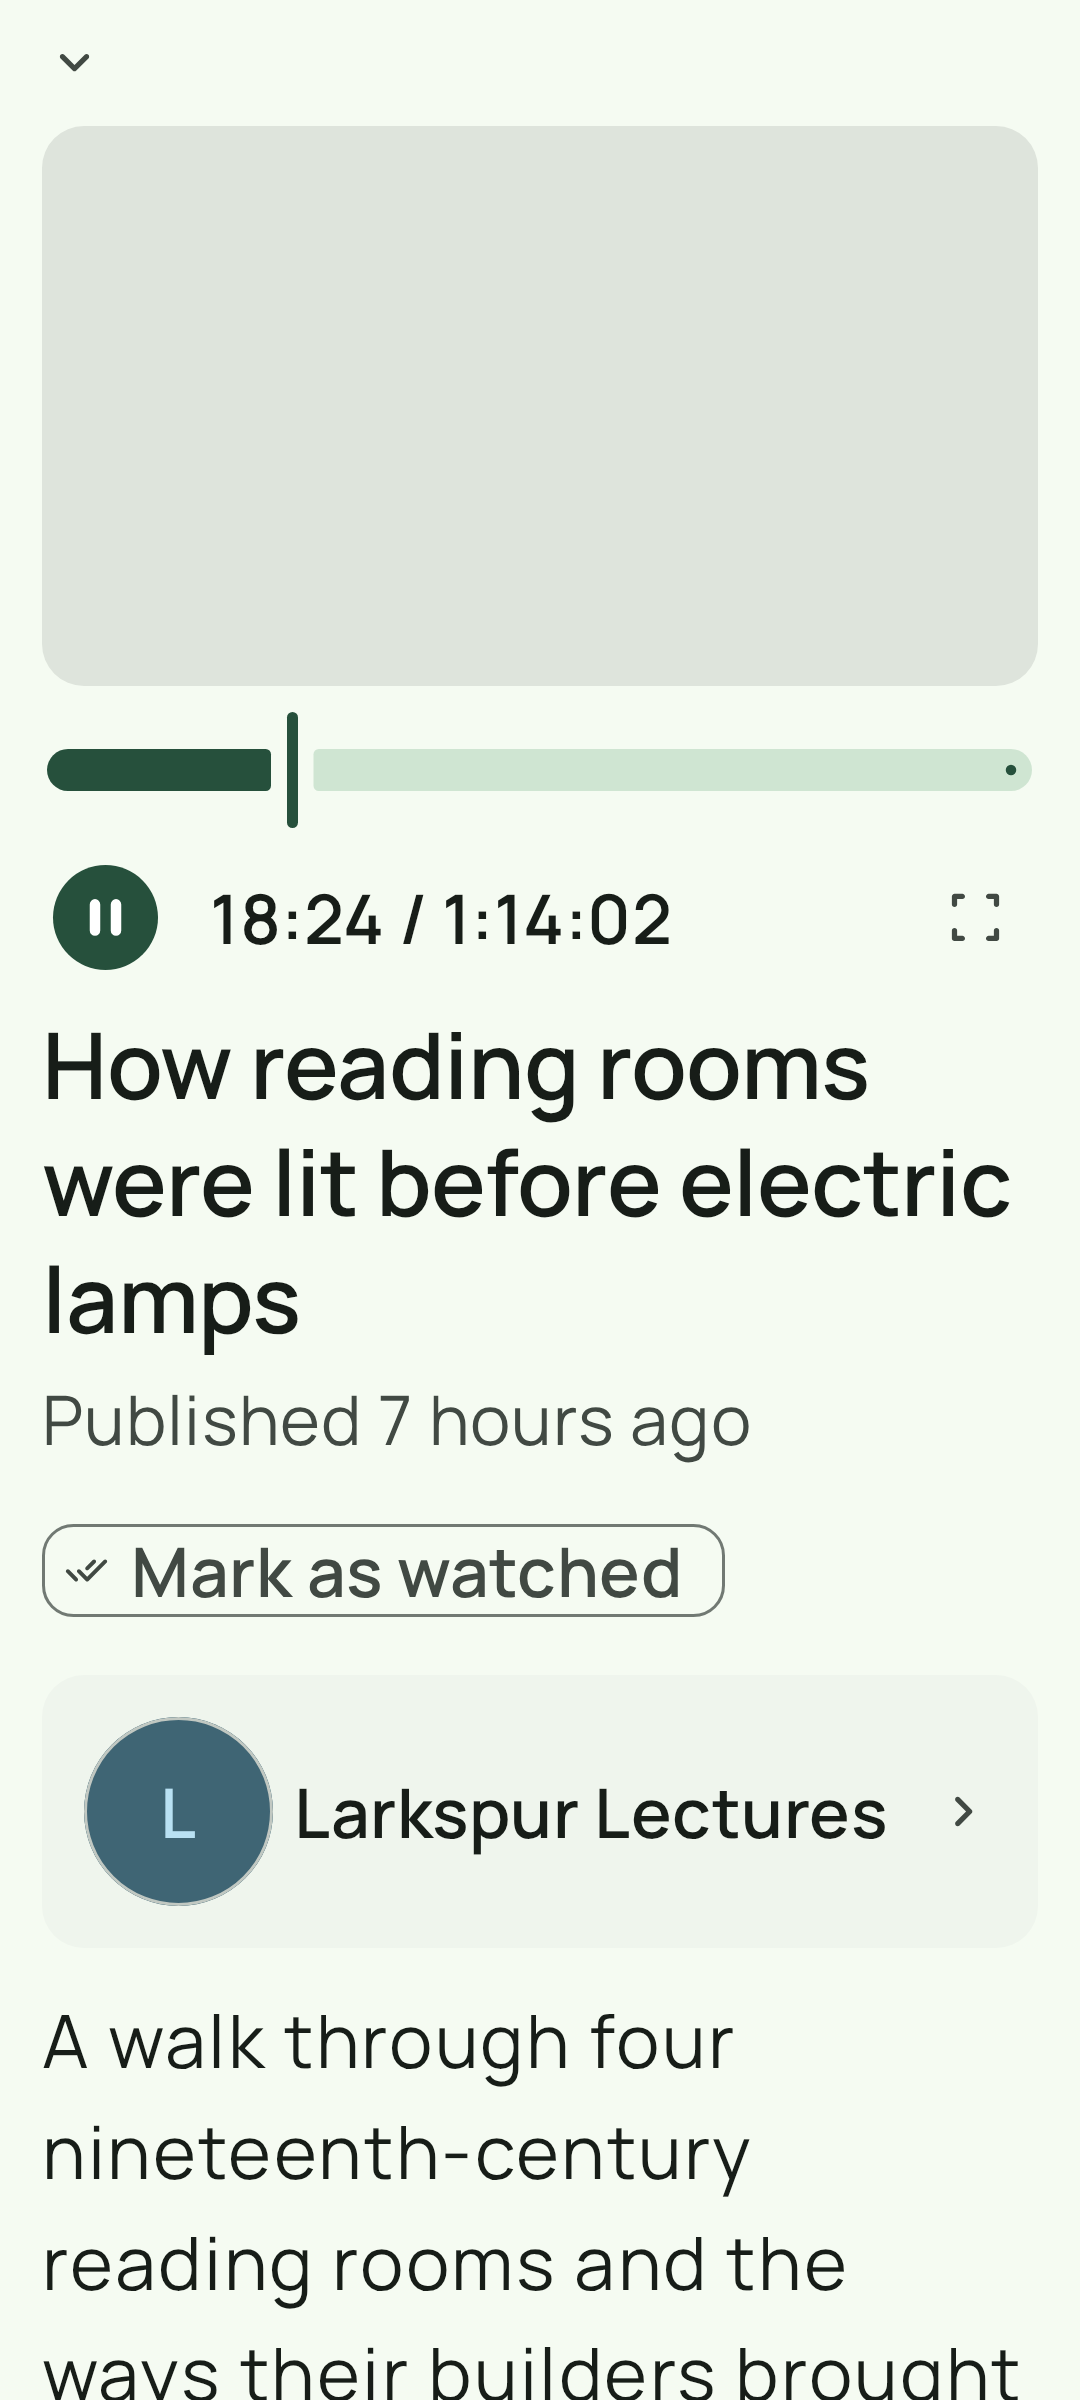 18:24 / 1:14:02
How reading rooms
were lit before electric
lamps
Published 7 hours ago
Mark as watched
L
Larkspur Lectures
A walk through four
nineteenth-century
reading rooms and the
ways their builders brought